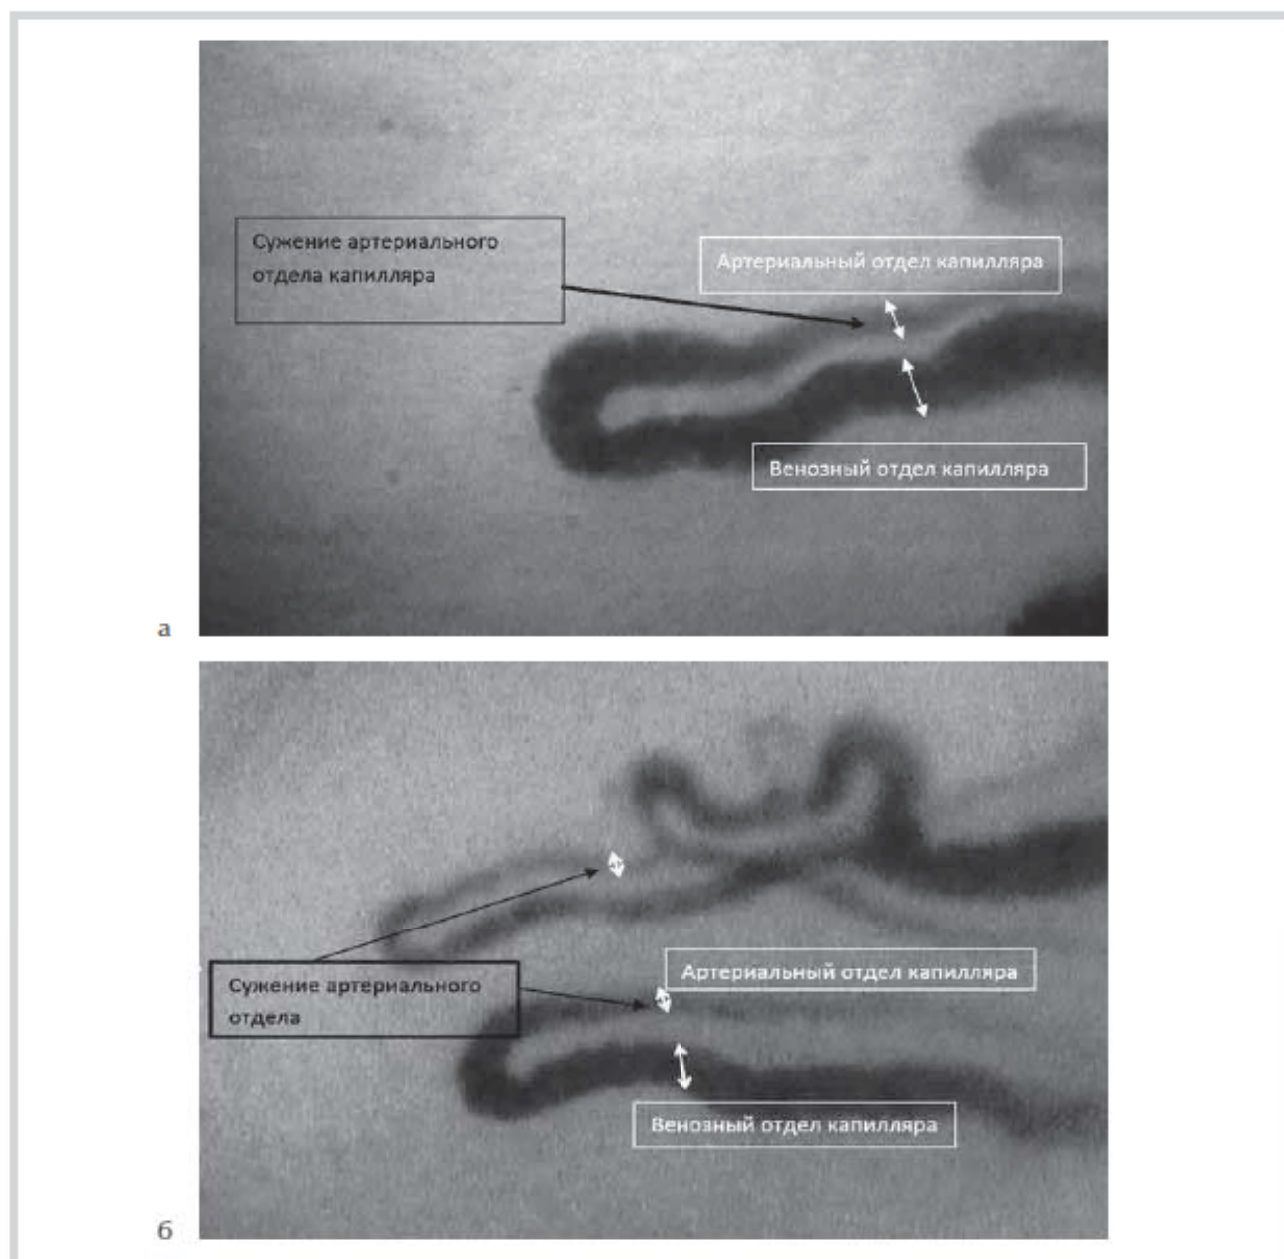 Сужение артериального
отдела капилляра
Артериальный отдел капилляра
Венозный отдел капилляра
а
Сужение артериального
отдела
Артериальный отдел капилляра
Венозный отдел капилляра
б